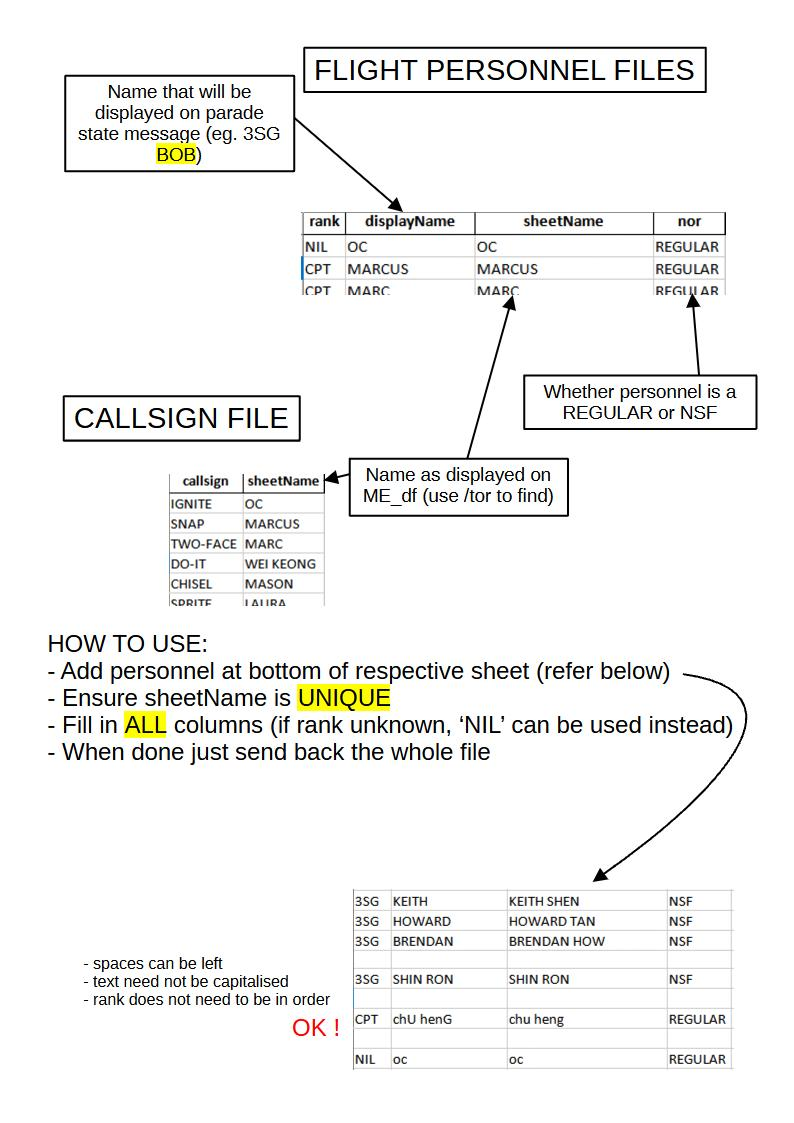 FLIGHT PERSONNEL FILES
Name that will be
displayed on parade
state message (eg. 3SG
BOB)
rank displayName sheetName nor
NIL OC OC REGULAR
CPT MARCUS MARCUS REGULAR
CPT MARC MARC REGULAR
Whether personnel is a
REGULAR or NSF
CALLSIGN FILE
Name as displayed on
ME_df (use /tor to find)
callsign sheetName
IGNITE OC
SNAP MARCUS
TWO-FACE MARC
DO-IT WEI KEONG
CHISEL MASON
SPRITE LAURA
HOW TO USE:
- Add personnel at bottom of respective sheet (refer below)
- Ensure sheetName is UNIQUE
- Fill in ALL columns (if rank unknown, ‘NIL’ can be used instead)
- When done just send back the whole file
3SG KEITH KEITH SHEN NSF
3SG HOWARD HOWARD TAN NSF
3SG BRENDAN BRENDAN HOW NSF
3SG SHIN RON SHIN RON NSF
CPT chU henG chu heng REGULAR
NIL oc oc REGULAR
- spaces can be left
- text need not be capitalised
- rank does not need to be in order
OK !